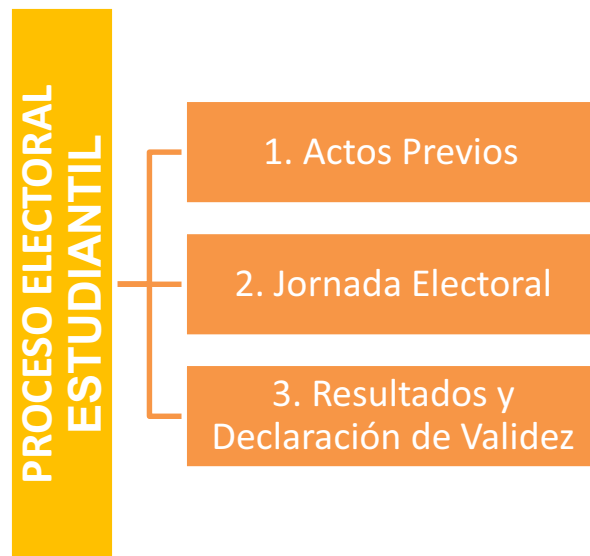 PROCESO ELECTORAL
ESTUDIANTIL
1. Actos Previos
2. Jornada Electoral
3. Resultados y
Declaración de Validez